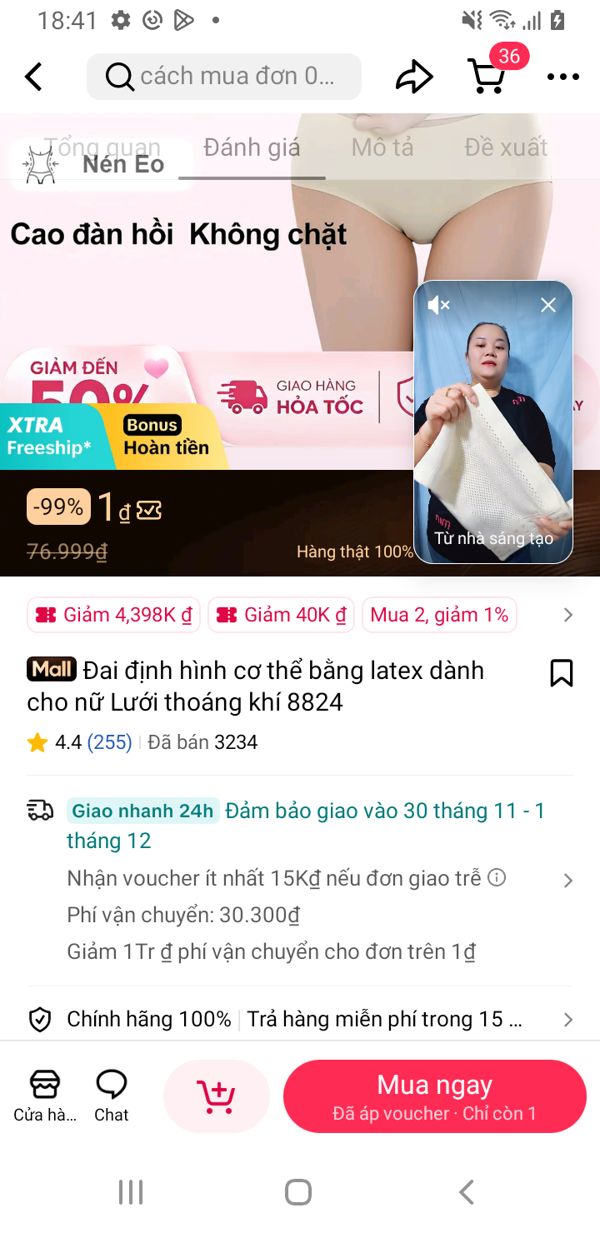 18:41
cách mua đơn 0...
36
Tổng quan
Đánh giá
Mô tả
Đề xuất
Nén Eo
Cao đàn hồi Không chặt
GIẢM ĐẾN
50%
GIAO HÀNG
HỎA TỐC
XTRA
Freeship*
Bonus
Hoàn tiền
Từ nhà sáng tạo
-99% 1₫
76.999₫
Hàng thật 100%
Giảm 4,398K ₫
Giảm 40K ₫
Mua 2, giảm 1%
Mall Đai định hình cơ thể bằng latex dành
cho nữ Lưới thoáng khí 8824
4.4 (255) Đã bán 3234
Giao nhanh 24h Đảm bảo giao vào 30 tháng 11 - 1
tháng 12
Nhận voucher ít nhất 15K₫ nếu đơn giao trễ
Phí vận chuyển: 30.300₫
Giảm 1Tr ₫ phí vận chuyển cho đơn trên 1₫
Chính hãng 100% Trả hàng miễn phí trong 15 ...
Cửa hà...
Chat
Mua ngay
Đã áp voucher · Chỉ còn 1